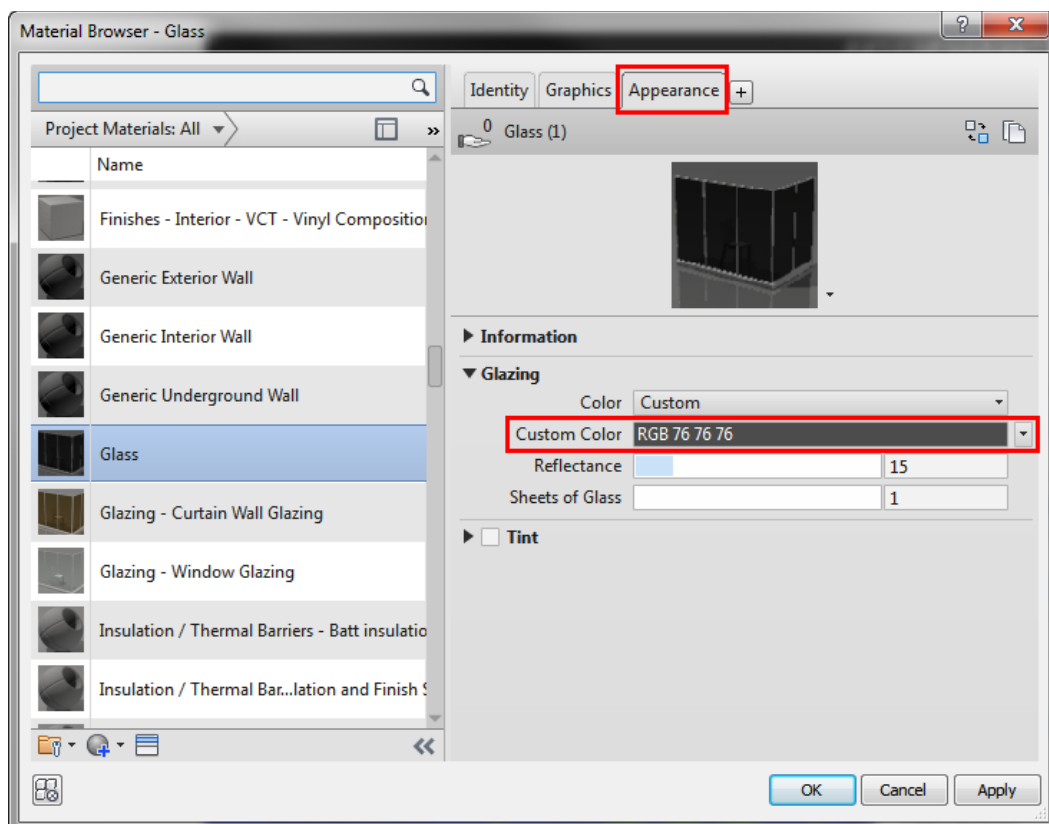 Material Browser - Glass
?
x
Project Materials: All
»
Name
Finishes - Interior - VCT - Vinyl Composition
Generic Exterior Wall
Generic Interior Wall
Generic Underground Wall
Glass
Glazing - Curtain Wall Glazing
Glazing - Window Glazing
Insulation / Thermal Barriers - Batt insulatio
Insulation / Thermal Bar...lation and Finish S
Identity Graphics Appearance +
0 Glass (1)
Information
Glazing
Color Custom
Custom Color RGB 76 76 76
Reflectance 15
Sheets of Glass 1
Tint
OK Cancel Apply